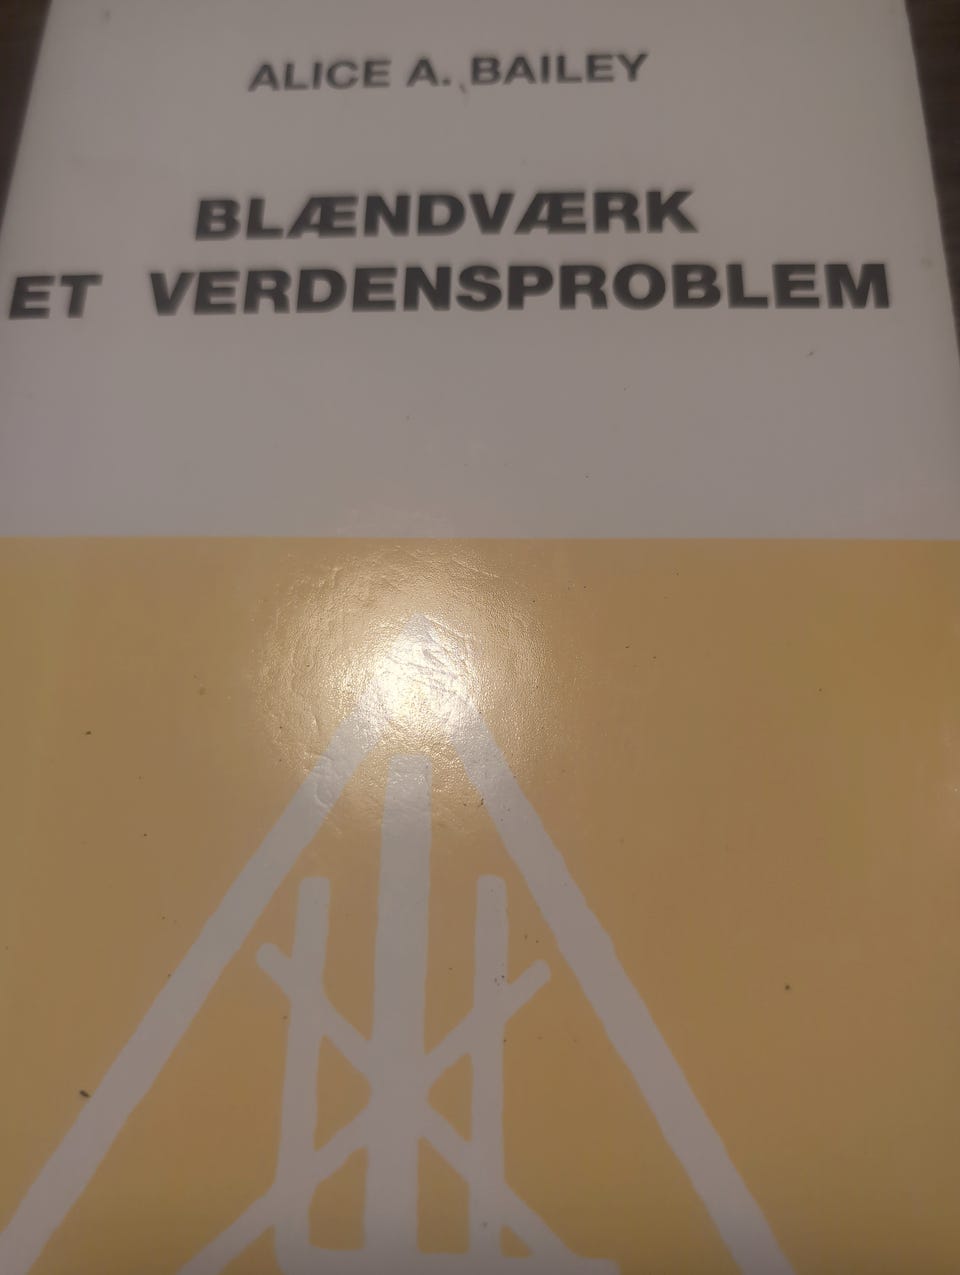 ALICE A. BAILEY
BLÆNDVÆRK
ET VERDENSPROBLEM